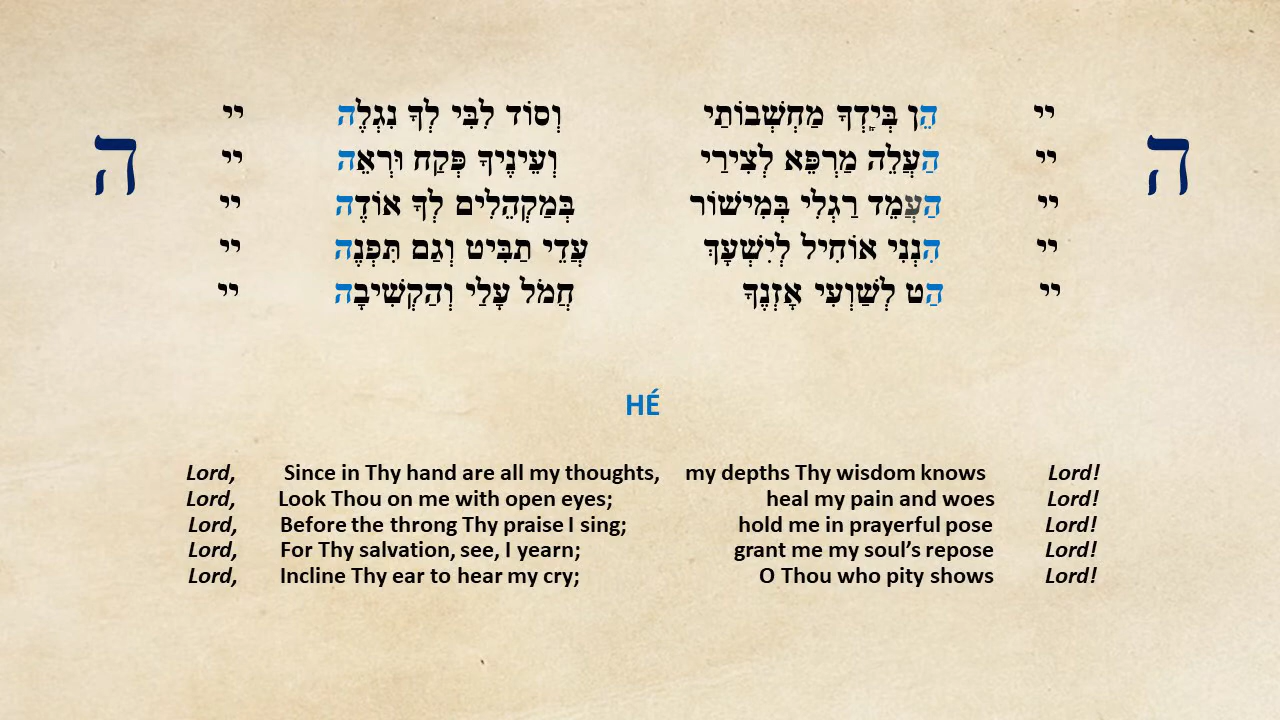 ה ה
יי הֵן בְּיָדְךָ מַחְשְׁבוֹתַי וְסוֹד לִבִּי לְךָ נִגְלֶה יי
יי הַעֲלֵה מַרְפֵּא לְצִירַי וְעֵינֶיךָ פְּקַח וּרְאֵה יי
יי הַעֲמֵד רַגְלִי בְּמִישׁוֹר בְּמַקְהֵלִים לְךָ אוֹדֶה יי
יי הִנְנִי אוֹחִיל לְיִשְׁעָךְ עֲדֵי תַבִּיט וְגַם תִּפְנֶה יי
יי הַט לְשַׁוְעִי אָזְנֶךָ חֲמֹל עָלַי וְהַקְשִׁיבָה יי
HÉ
Lord, Since in Thy hand are all my thoughts, my depths Thy wisdom knows Lord!
Lord, Look Thou on me with open eyes; heal my pain and woes Lord!
Lord, Before the throng Thy praise I sing; hold me in prayerful pose Lord!
Lord, For Thy salvation, see, I yearn; grant me my soul’s repose Lord!
Lord, Incline Thy ear to hear my cry; O Thou who pity shows Lord!